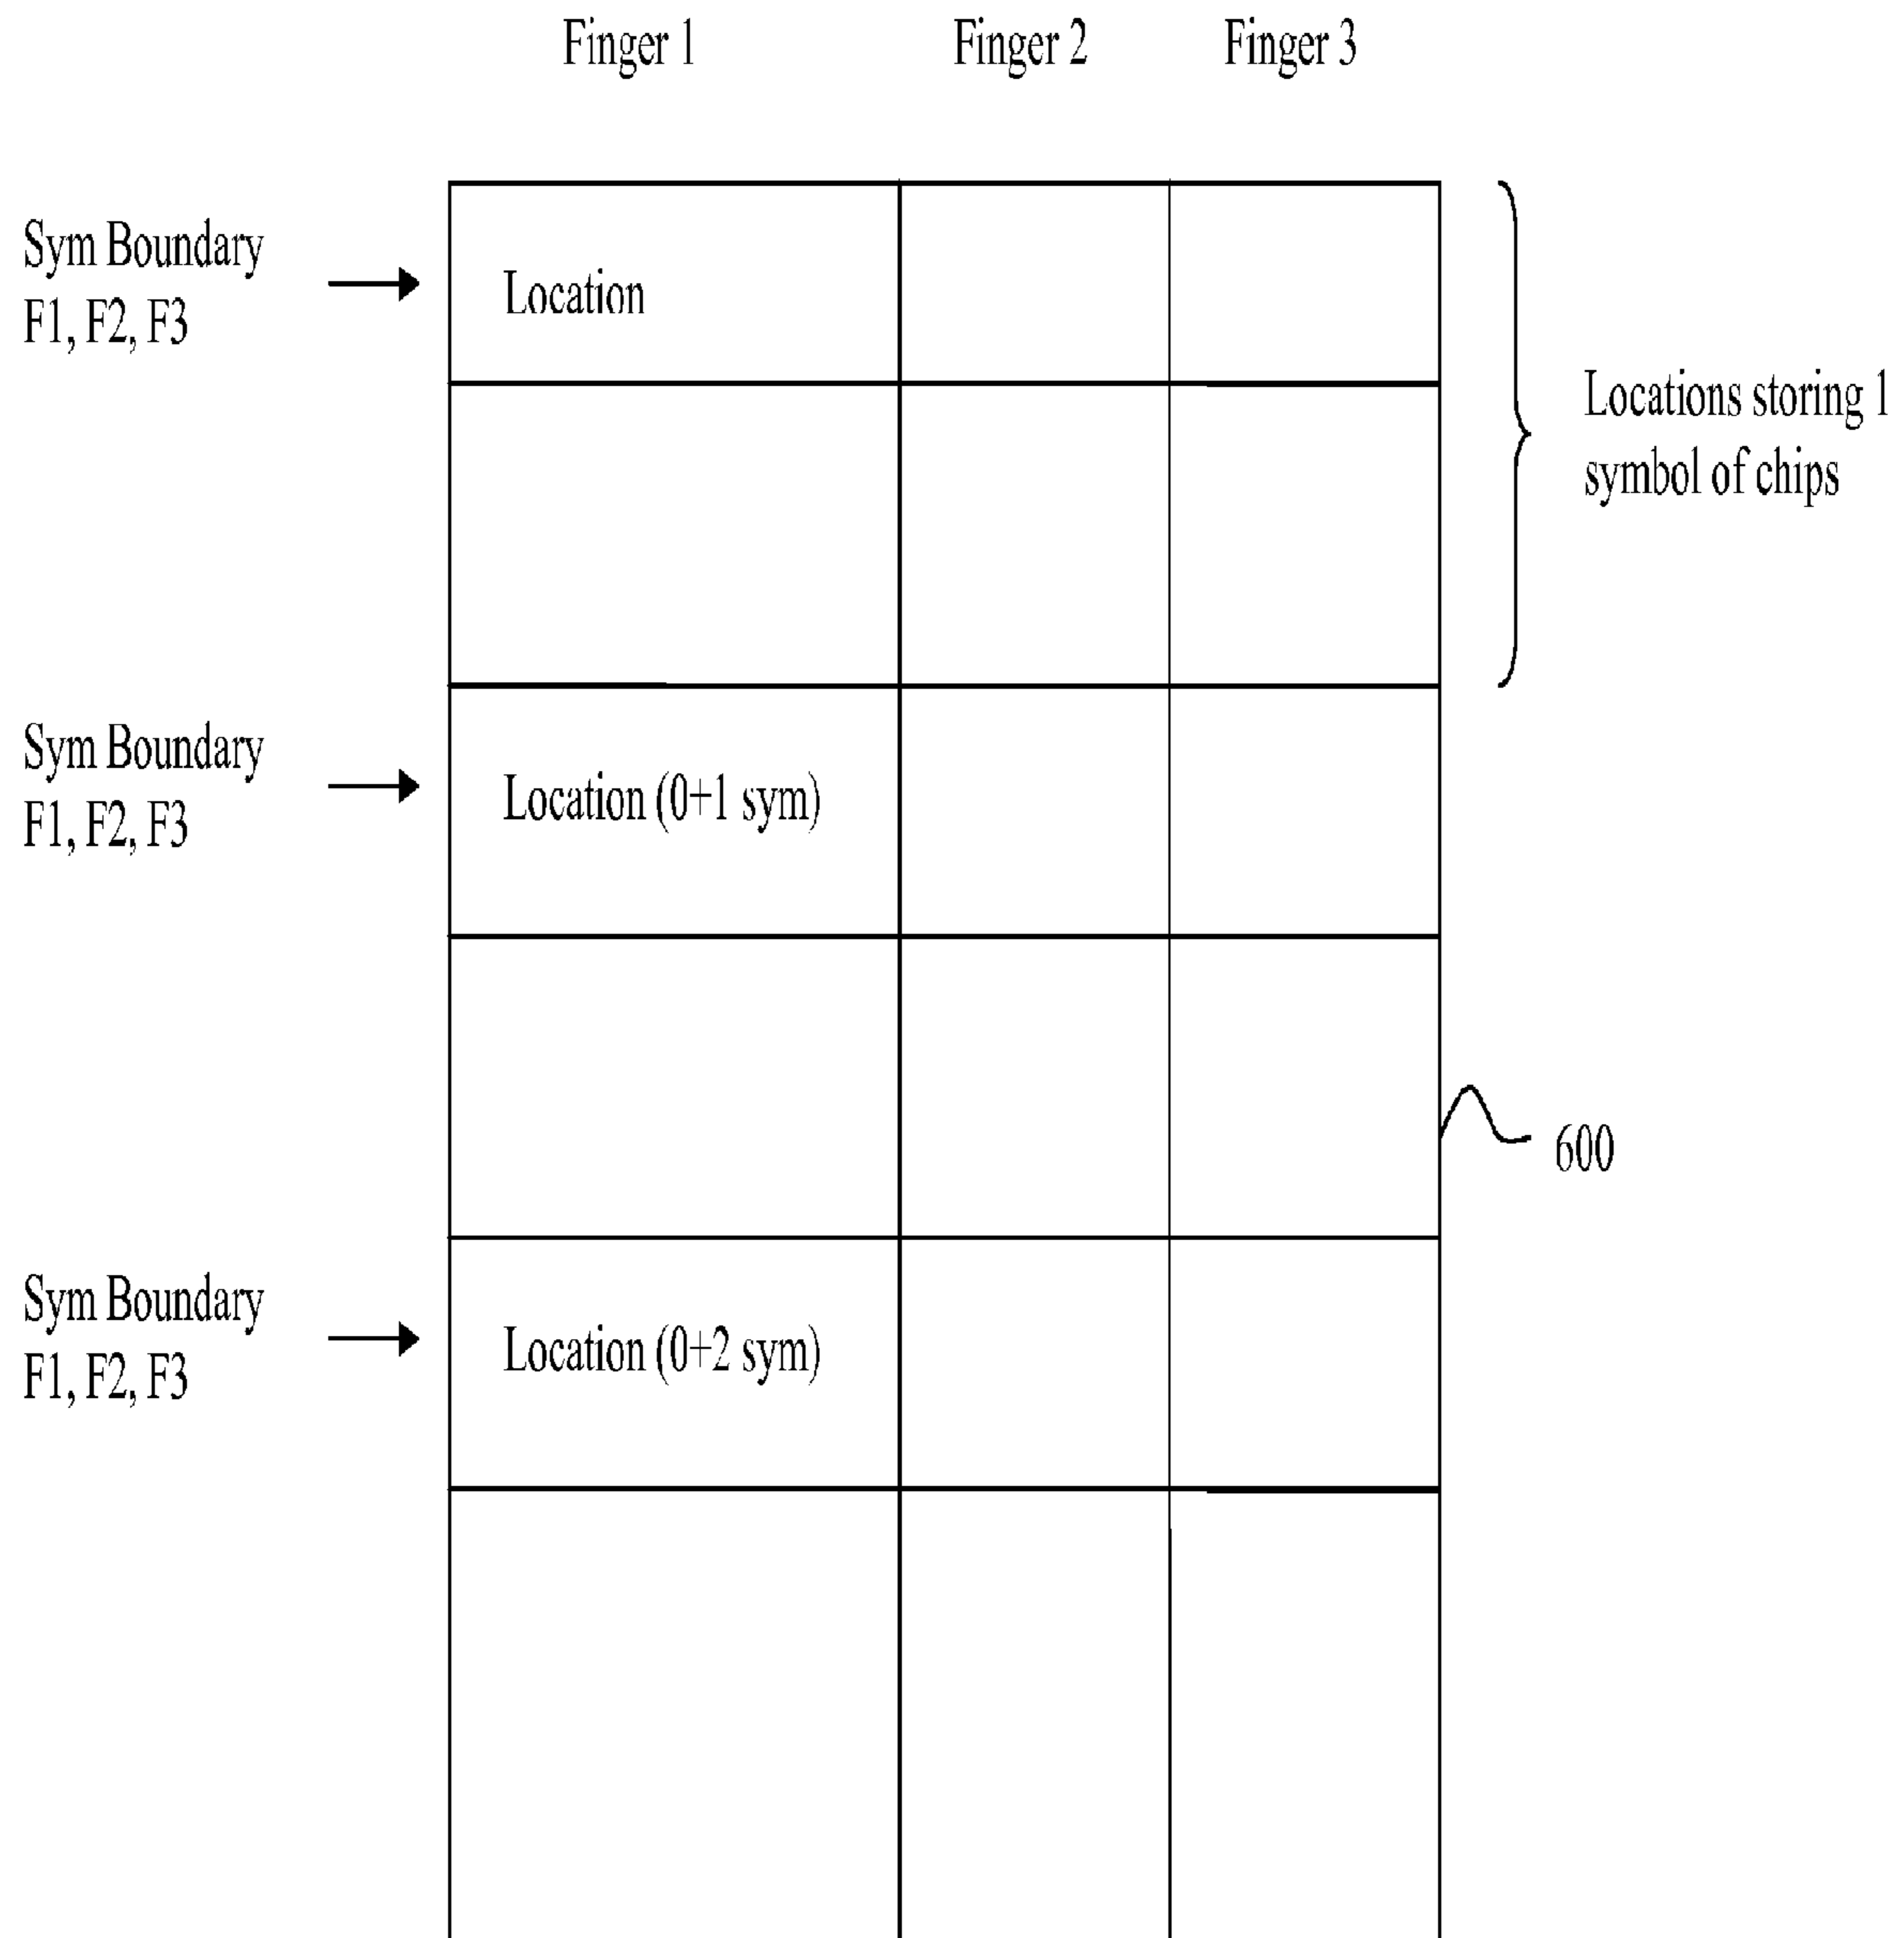 Finger 1
Finger 2
Finger 3
Sym Boundary
F1, F2, F3
Location
Locations storing 1
symbol of chips
Sym Boundary
F1, F2, F3
Location (0+1 sym)
600
Sym Boundary
F1, F2, F3
Location (0+2 sym)